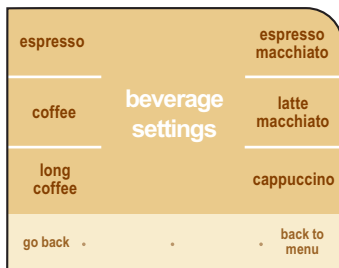 espresso
espresso
macchiato
beverage
settings
coffee
latte
macchiato
long
coffee
cappuccino
go back
back to
menu